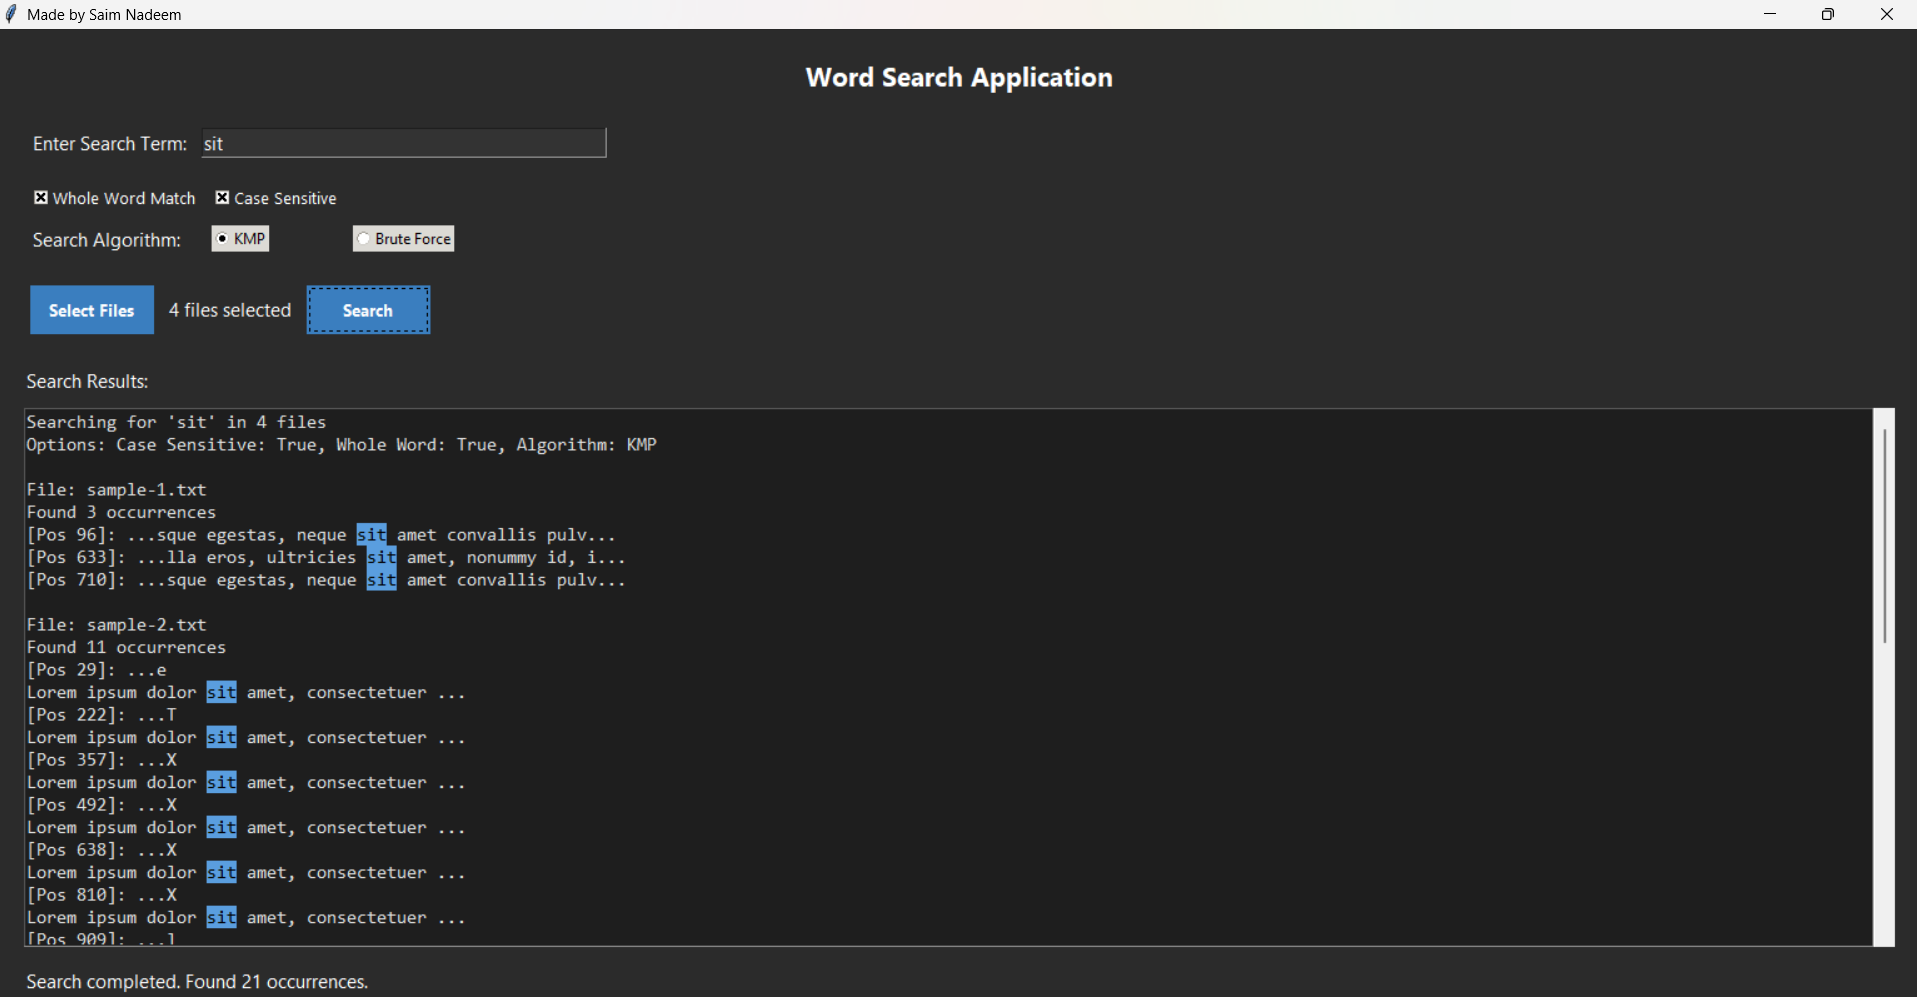 Made by Saim Nadeem
Word Search Application
Enter Search Term: sit
Whole Word Match Case Sensitive
Search Algorithm: KMP Brute Force
Select Files 4 files selected Search
Search Results:
Searching for 'sit' in 4 files
Options: Case Sensitive: True, Whole Word: True, Algorithm: KMP
File: sample-1.txt
Found 3 occurrences
[Pos 96]: ...sque egestas, neque sit amet convallis pulv...
[Pos 633]: ...lla eros, ultricies sit amet, nonummy id, i...
[Pos 710]: ...sque egestas, neque sit amet convallis pulv...
File: sample-2.txt
Found 11 occurrences
[Pos 29]: ...e
Lorem ipsum dolor sit amet, consectetuer ...
[Pos 222]: ...T
Lorem ipsum dolor sit amet, consectetuer ...
[Pos 357]: ...X
Lorem ipsum dolor sit amet, consectetuer ...
[Pos 492]: ...X
Lorem ipsum dolor sit amet, consectetuer ...
[Pos 638]: ...X
Lorem ipsum dolor sit amet, consectetuer ...
[Pos 810]: ...X
Lorem ipsum dolor sit amet, consectetuer ...
[Pos 909]: ...
Search completed. Found 21 occurrences.